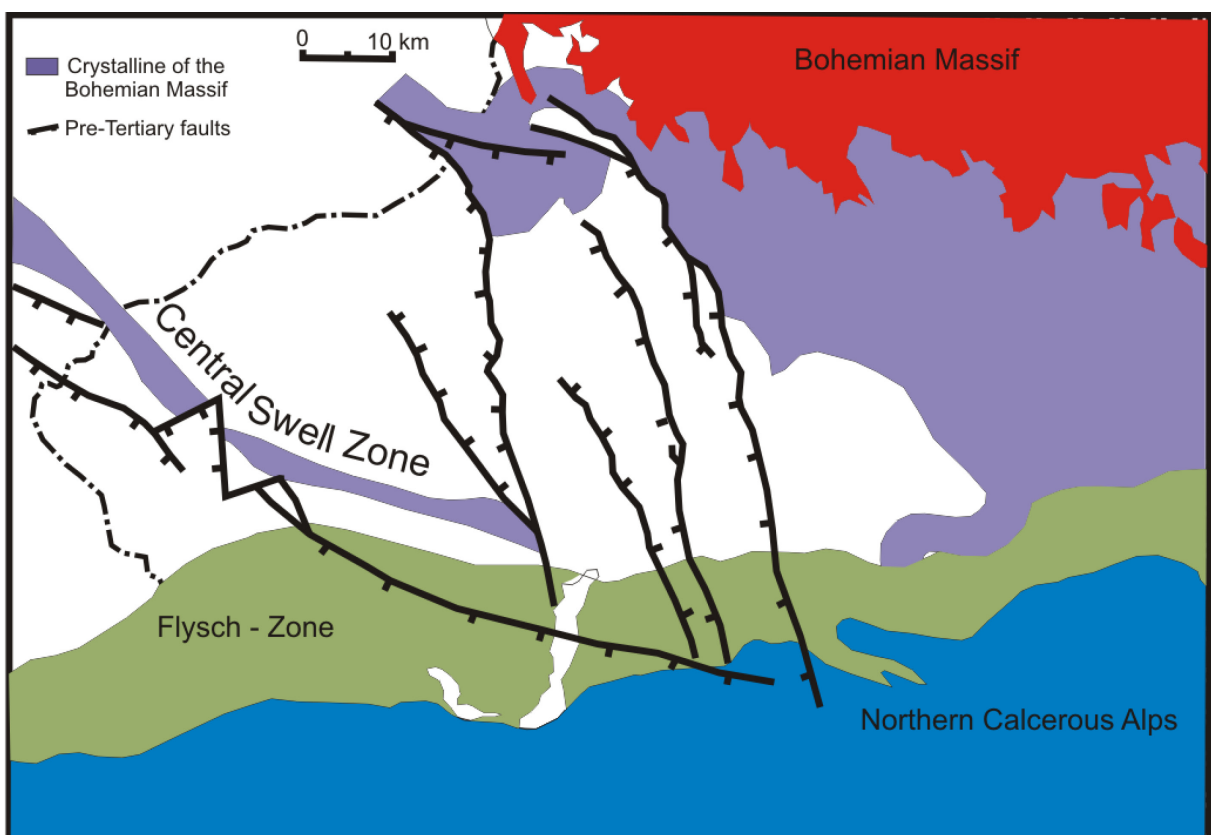 0 10 km
Crystalline of the
Bohemian Massif
Pre-Tertiary faults
Bohemian Massif
Central Swell Zone
Flysch - Zone
Northern Calcerous Alps